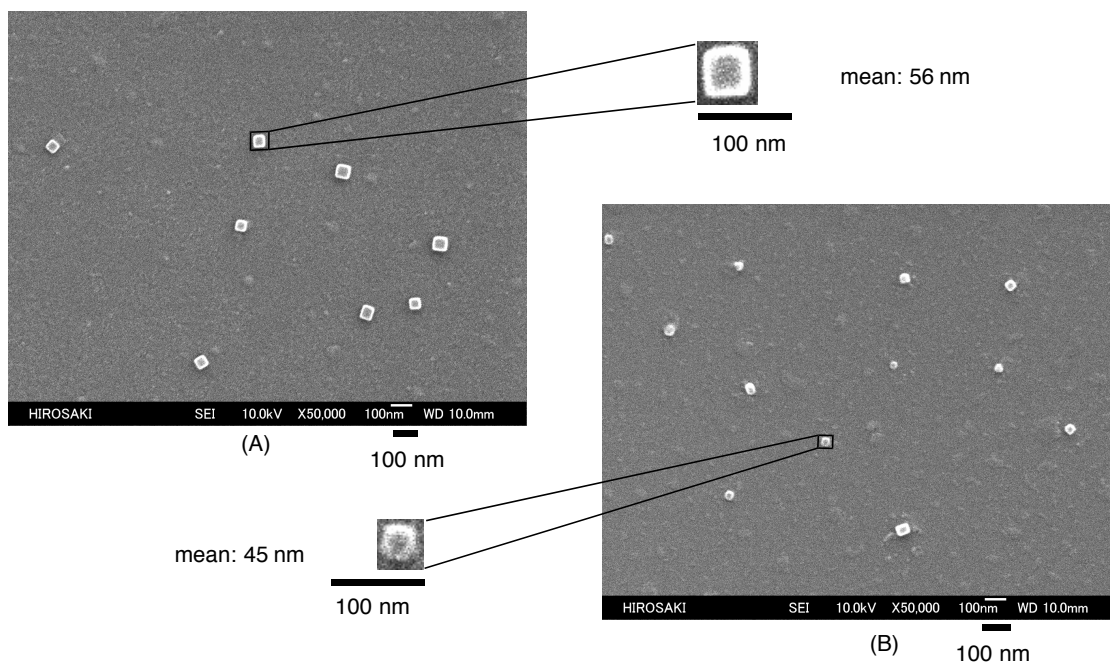 mean: 56 nm
100 nm
HIROSAKI SEI 10.0kV X50,000 100nm WD 10.0mm
(A)
100 nm
mean: 45 nm
100 nm
HIROSAKI SEI 10.0kV X50,000 100nm WD 10.0mm
(B)
100 nm